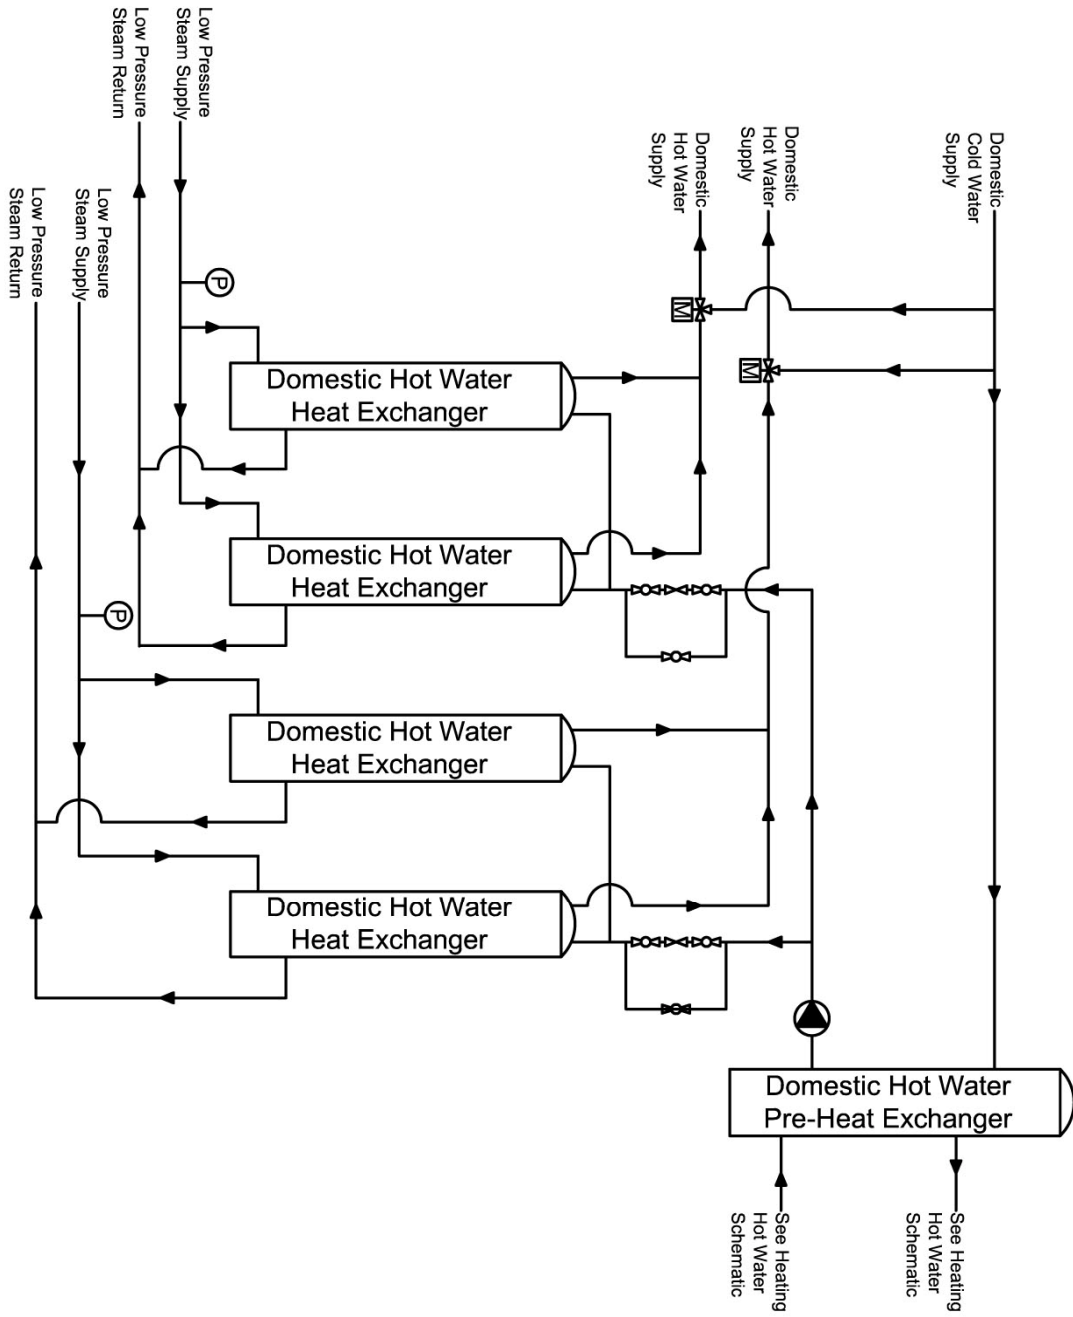 Low Pressure
Steam Supply
Low Pressure
Steam Return
Low Pressure
Steam Supply
Low Pressure
Steam Return
Domestic
Hot Water
Supply
Domestic
Hot Water
Supply
Domestic
Cold Water
Supply
P
M
M
Domestic Hot Water
Heat Exchanger
Domestic Hot Water
Heat Exchanger
P
Domestic Hot Water
Heat Exchanger
Domestic Hot Water
Heat Exchanger
Domestic Hot Water
Pre-Heat Exchanger
See Heating
Hot Water
Schematic
See Heating
Hot Water
Schematic